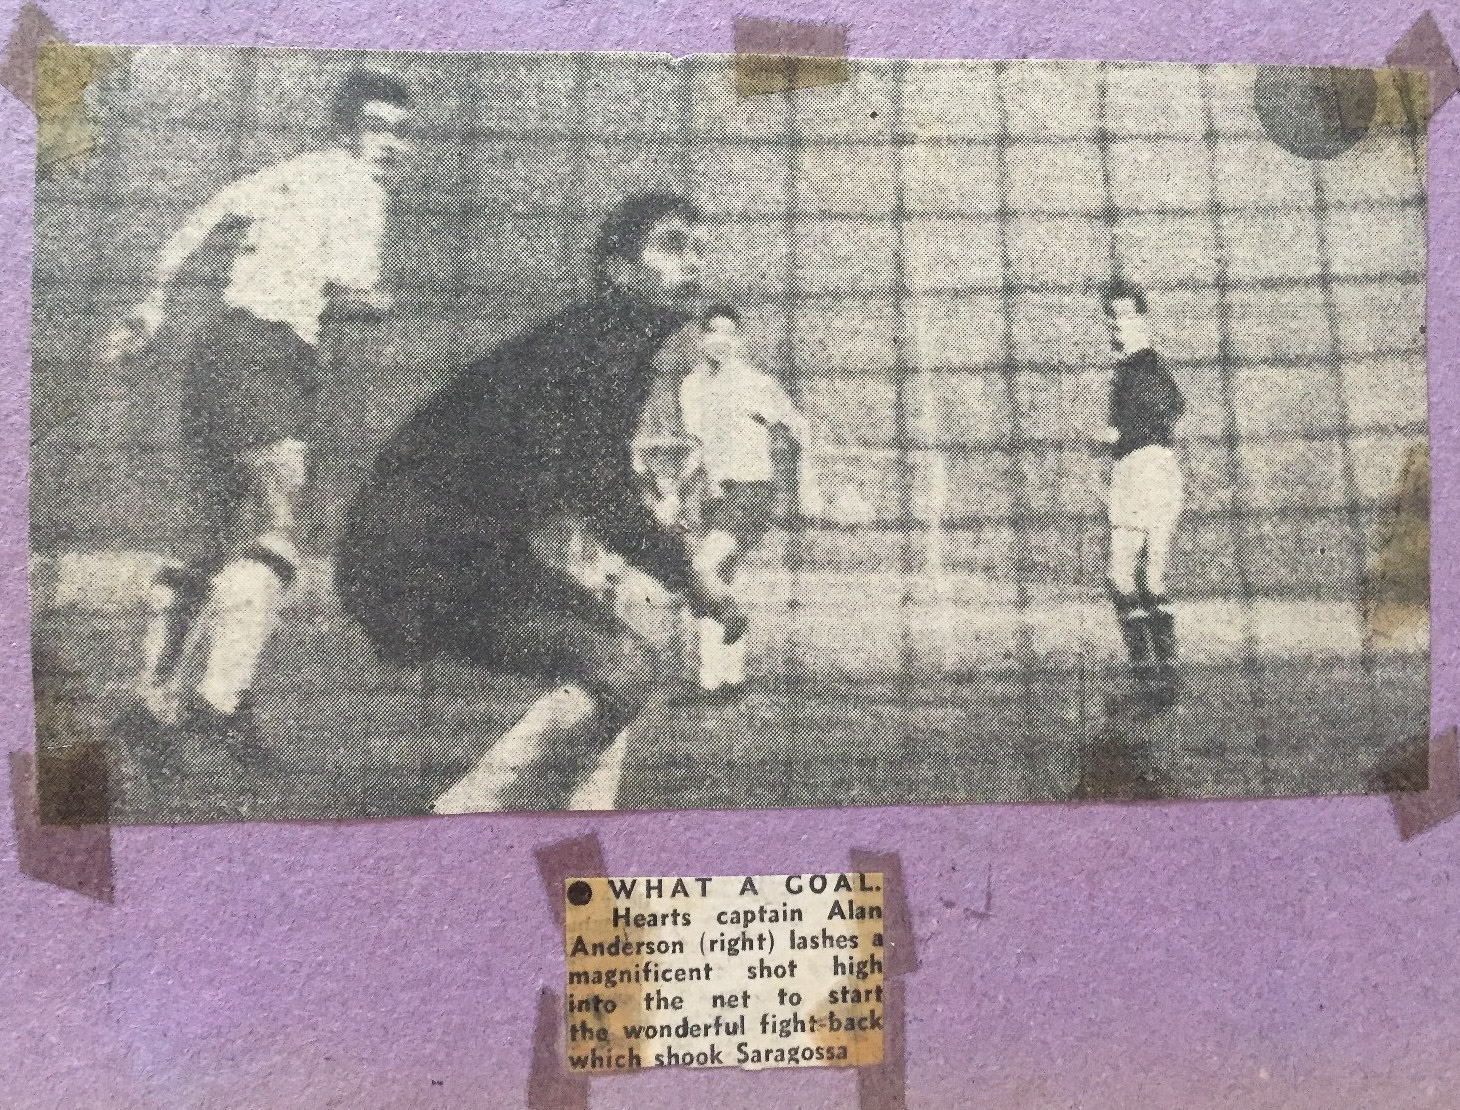 ● WHAT A GOAL.
Hearts captain Alan
Anderson (right) lashes a
magnificent shot high
into the net to start
the wonderful fight-back
which shook Saragossa